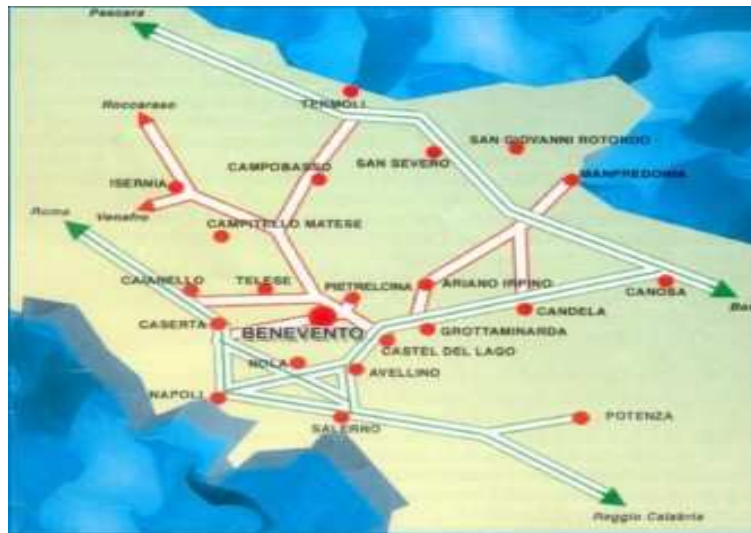 Pescara
TERMOLI
Roccaraso
SAN GIOVANNI ROTONDO
SAN SEVERO
CAMPOBASSO
MANFREDONIA
ISERNIA
Venafro
Roma
CAMPITELLO MATESE
CAIANELLO
TELESE
PIETRELCINA
ARIANO IRPINO
CANOSA
CANDELA
CASERTA
BENEVENTO
GROTTAMINARDA
CASTEL DEL LAGO
NOLA
AVELLINO
NAPOLI
SALERNO
POTENZA
Reggio Calabria